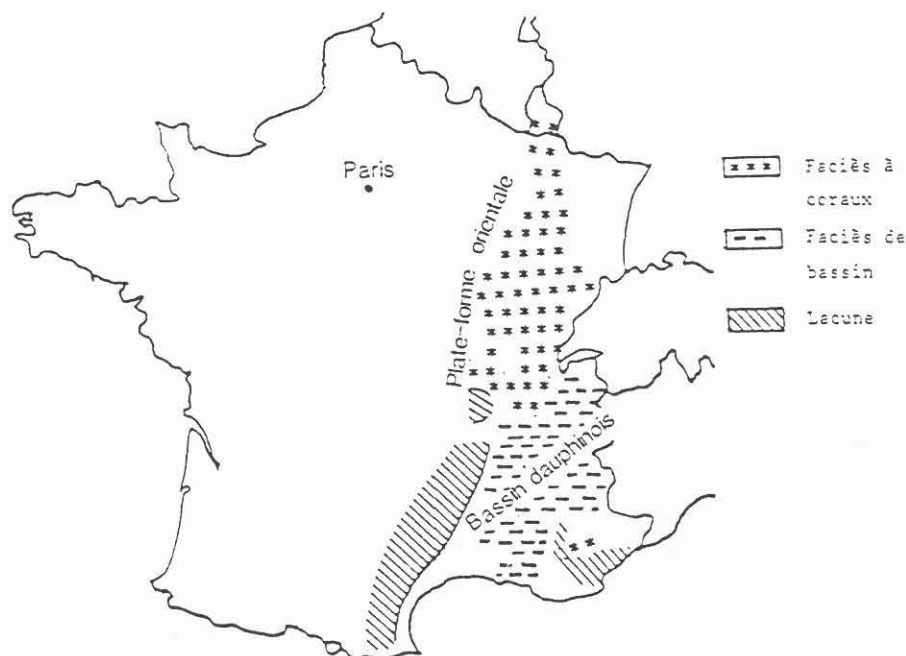 Paris
Plate-forme orientale
Bassin dauphinois
Faciès à
coraux
Faciès de
bassin
Lacune